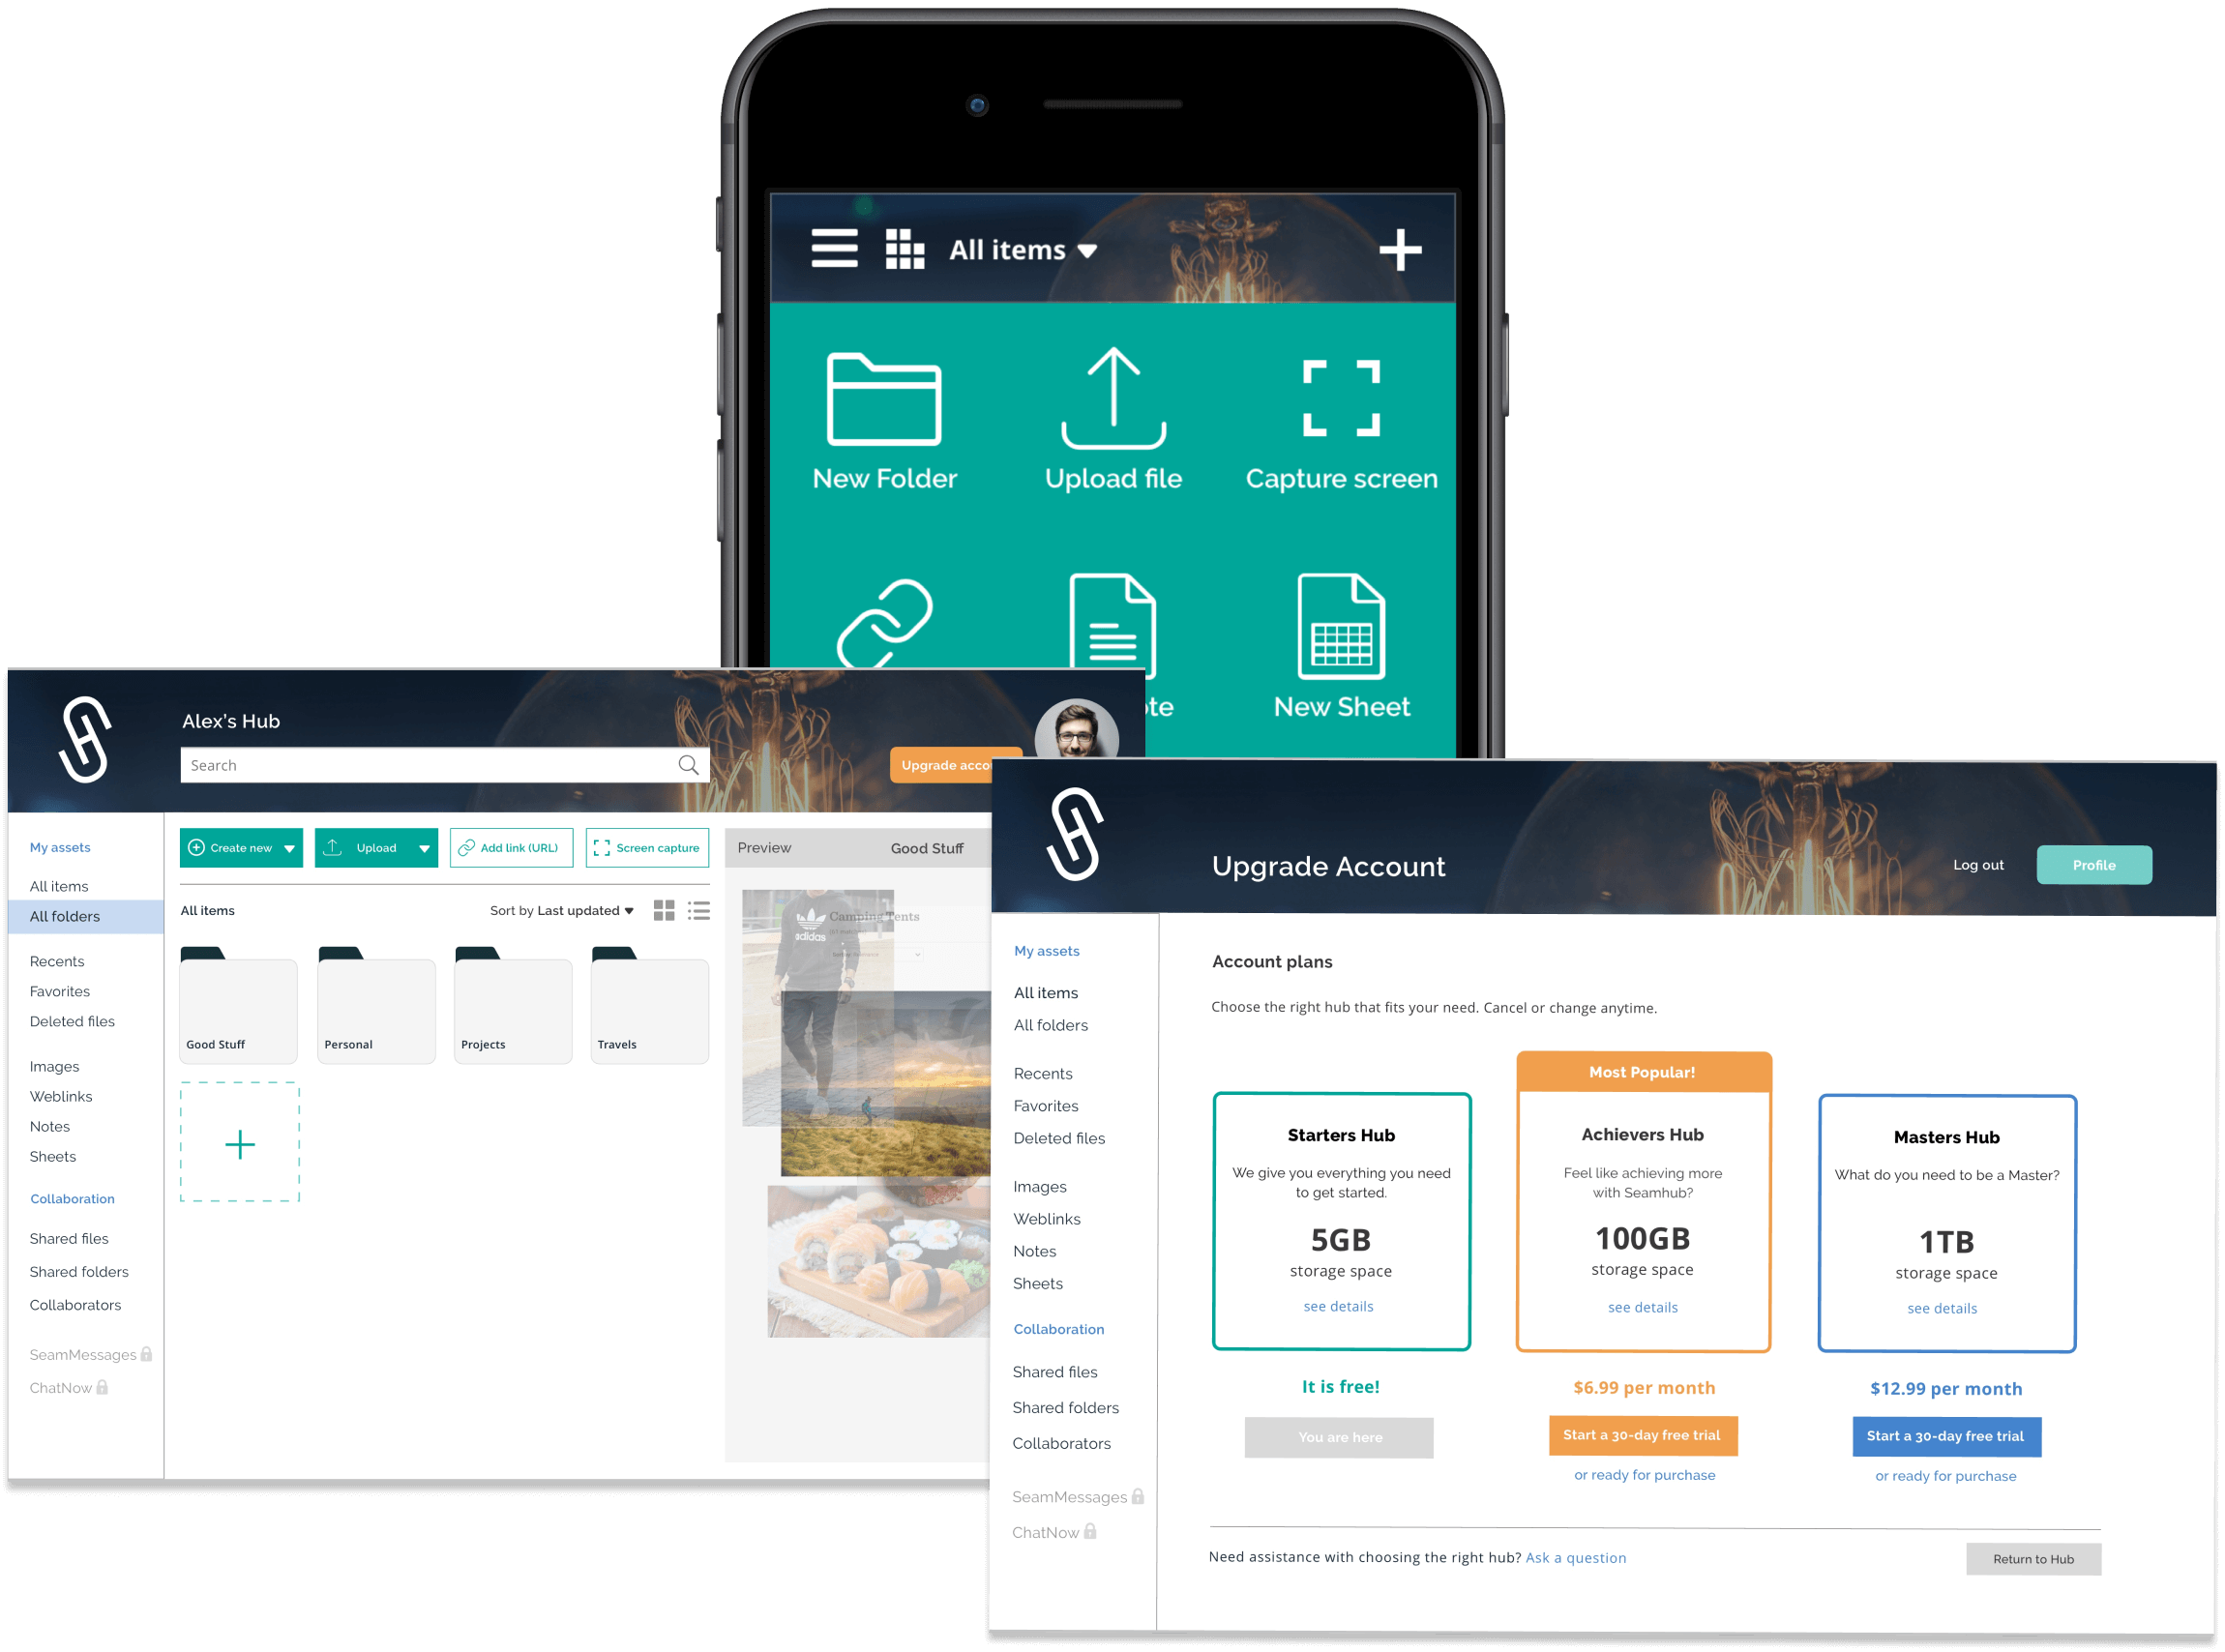 All items
New Folder
Upload file
Capture screen
ote
New Sheet
Alex's Hub
Search
Upgrade acco
My assets
All items
All folders
Recents
Favorites
Deleted files
Images
Weblinks
Notes
Sheets
Collaboration
Shared files
Shared folders
Collaborators
SeamMessages
ChatNow
Create new
Upload
Add link (URL)
Screen capture
All items
Sort by Last updated
Good Stuff
Personal
Projects
Travels
Preview
Good Stuff
Camping Tents
adidas
Upgrade Account
Log out
Profile
My assets
All items
All folders
Recents
Favorites
Deleted files
Images
Weblinks
Notes
Sheets
Collaboration
Shared files
Shared folders
Collaborators
SeamMessages
ChatNow
Account plans
Choose the right hub that fits your need. Cancel or change anytime.
Starters Hub
We give you everything you need
to get started.
5GB
storage space
see details
It is free!
You are here
Most Popular!
Achievers Hub
Feel like achieving more
with Seamhub?
100GB
storage space
see details
$6.99 per month
Start a 30-day free trial
or ready for purchase
Masters Hub
What do you need to be a Master?
1TB
storage space
see details
$12.99 per month
Start a 30-day free trial
or ready for purchase
Need assistance with choosing the right hub? Ask a question
Return to Hub